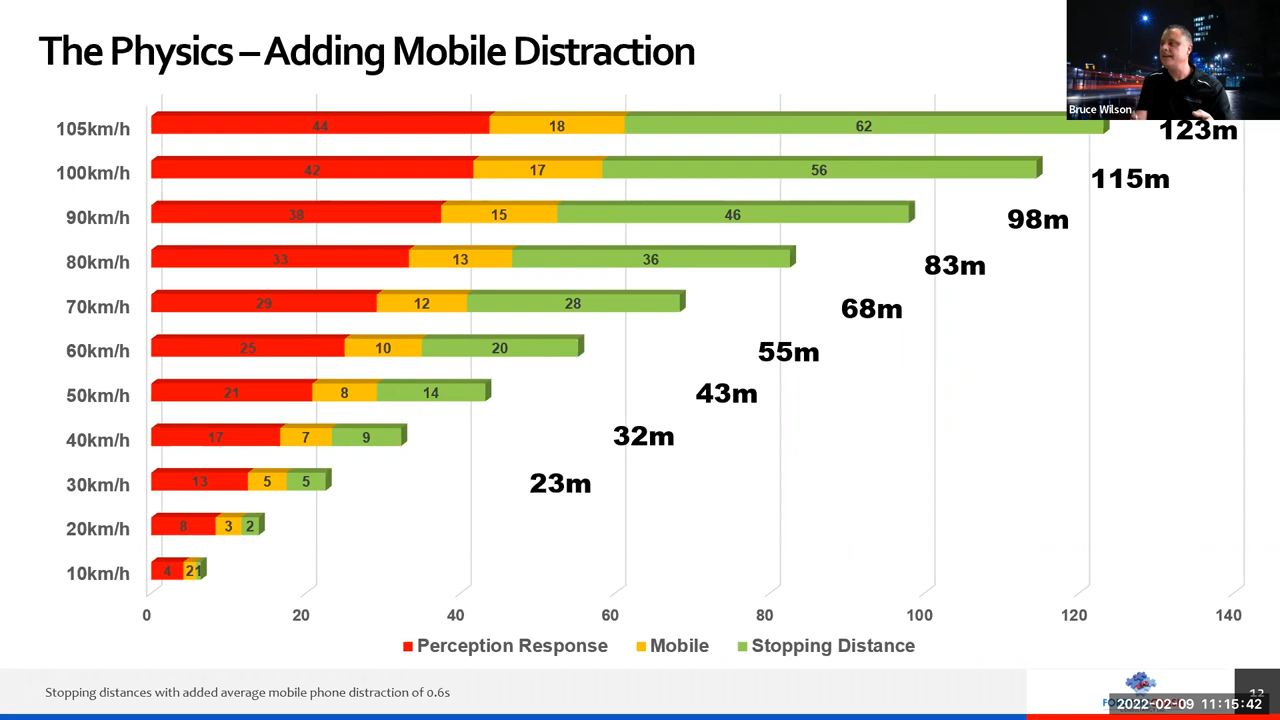 The Physics – Adding Mobile Distraction
Bruce Wilson
105km/h 44 18 62 123m
100km/h 42 17 56 115m
90km/h 38 15 46 98m
80km/h 33 13 36 83m
70km/h 29 12 28 68m
60km/h 25 10 20 55m
50km/h 21 8 14 43m
40km/h 17 7 9 32m
30km/h 13 5 5 23m
20km/h 8 3 2
10km/h 4 2 1
0 20 40 60 80 100 120 140
Perception Response Mobile Stopping Distance
Stopping distances with added average mobile phone distraction of 0.6s
2022-02-09 11:15:42